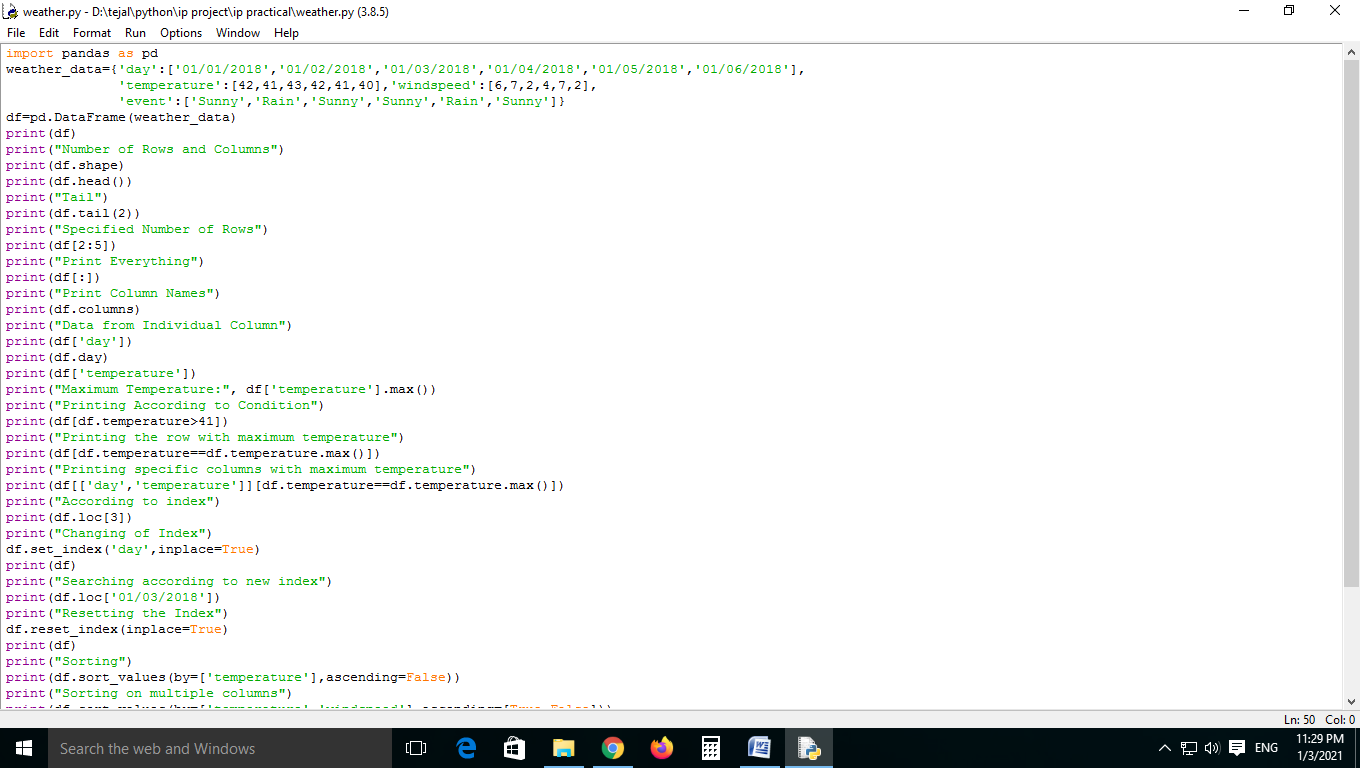 weather.py - D:\tejal\python\ip project\ip practical\weather.py (3.8.5)
File Edit Format Run Options Window Help
import pandas as pd
weather_data={'day':['01/01/2018','01/02/2018','01/03/2018','01/04/2018','01/05/2018','01/06/2018'],
'temperature':[42,41,43,42,41,40],'windspeed':[6,7,2,4,7,2],
'event':['Sunny','Rain','Sunny','Sunny','Rain','Sunny']}
df=pd.DataFrame(weather_data)
print(df)
print("Number of Rows and Columns")
print(df.shape)
print(df.head())
print("Tail")
print(df.tail(2))
print("Specified Number of Rows")
print(df[2:5])
print("Print Everything")
print(df[:])
print("Print Column Names")
print(df.columns)
print("Data from Individual Column")
print(df['day'])
print(df.day)
print(df['temperature'])
print("Maximum Temperature:", df['temperature'].max())
print("Printing According to Condition")
print(df[df.temperature>41])
print("Printing the row with maximum temperature")
print(df[df.temperature==df.temperature.max()])
print("Printing specific columns with maximum temperature")
print(df[['day','temperature']][df.temperature==df.temperature.max()])
print("According to index")
print(df.loc[3])
print("Changing of Index")
df.set_index('day',inplace=True)
print(df)
print("Searching according to new index")
print(df.loc['01/03/2018'])
print("Resetting the Index")
df.reset_index(inplace=True)
print(df)
print("Sorting")
print(df.sort_values(by=['temperature'],ascending=False))
print("Sorting on multiple columns")
print(df.sort_values(by=['temperature','windspeed'],ascending=[True,False]))
Ln: 50 Col: 0
Search the web and Windows
ENG
11:29 PM
1/3/2021